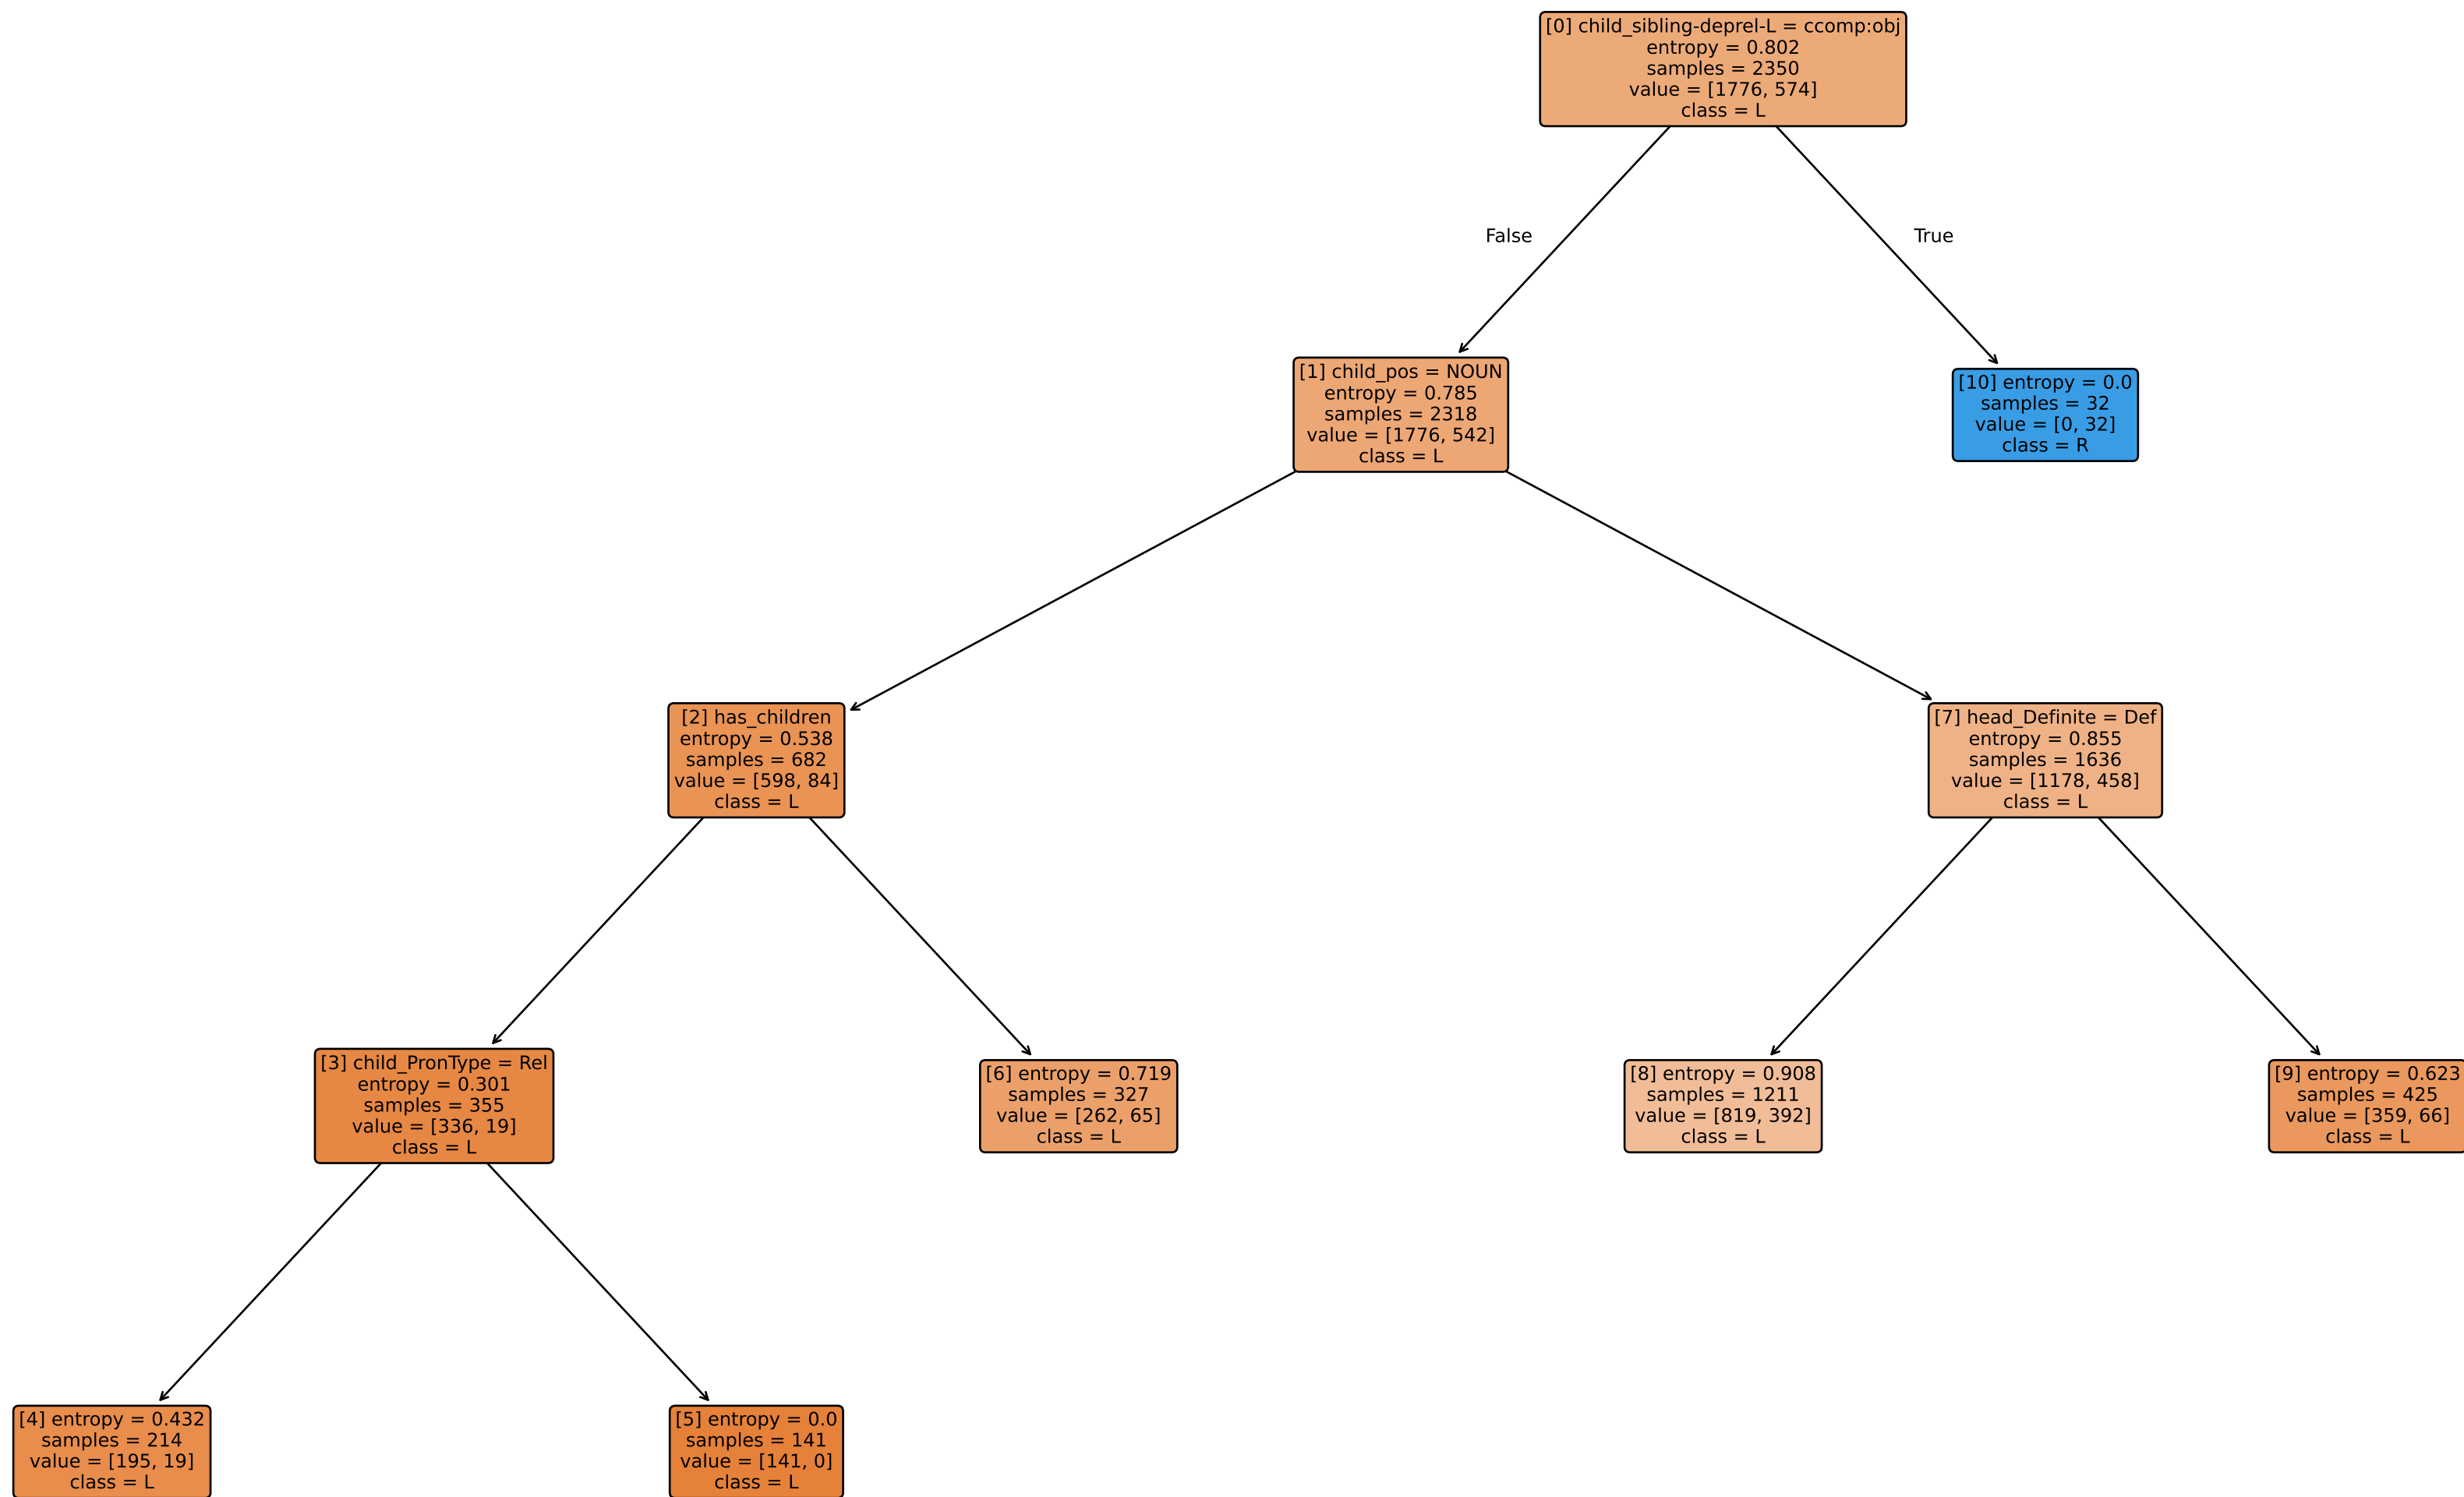 [0] child_sibling-deprel-L = ccomp:obj
entropy = 0.802
samples = 2350
value = [1776, 574]
class = L
False
True
[1] child_pos = NOUN
entropy = 0.785
samples = 2318
value = [1776, 542]
class = L
[10] entropy = 0.0
samples = 32
value = [0, 32]
class = R
[2] has_children
entropy = 0.538
samples = 682
value = [598, 84]
class = L
[7] head_Definite = Def
entropy = 0.855
samples = 1636
value = [1178, 458]
class = L
[3] child_PronType = Rel
entropy = 0.301
samples = 355
value = [336, 19]
class = L
[6] entropy = 0.719
samples = 327
value = [262, 65]
class = L
[8] entropy = 0.908
samples = 1211
value = [819, 392]
class = L
[9] entropy = 0.623
samples = 425
value = [359, 66]
class = L
[4] entropy = 0.432
samples = 214
value = [195, 19]
class = L
[5] entropy = 0.0
samples = 141
value = [141, 0]
class = L